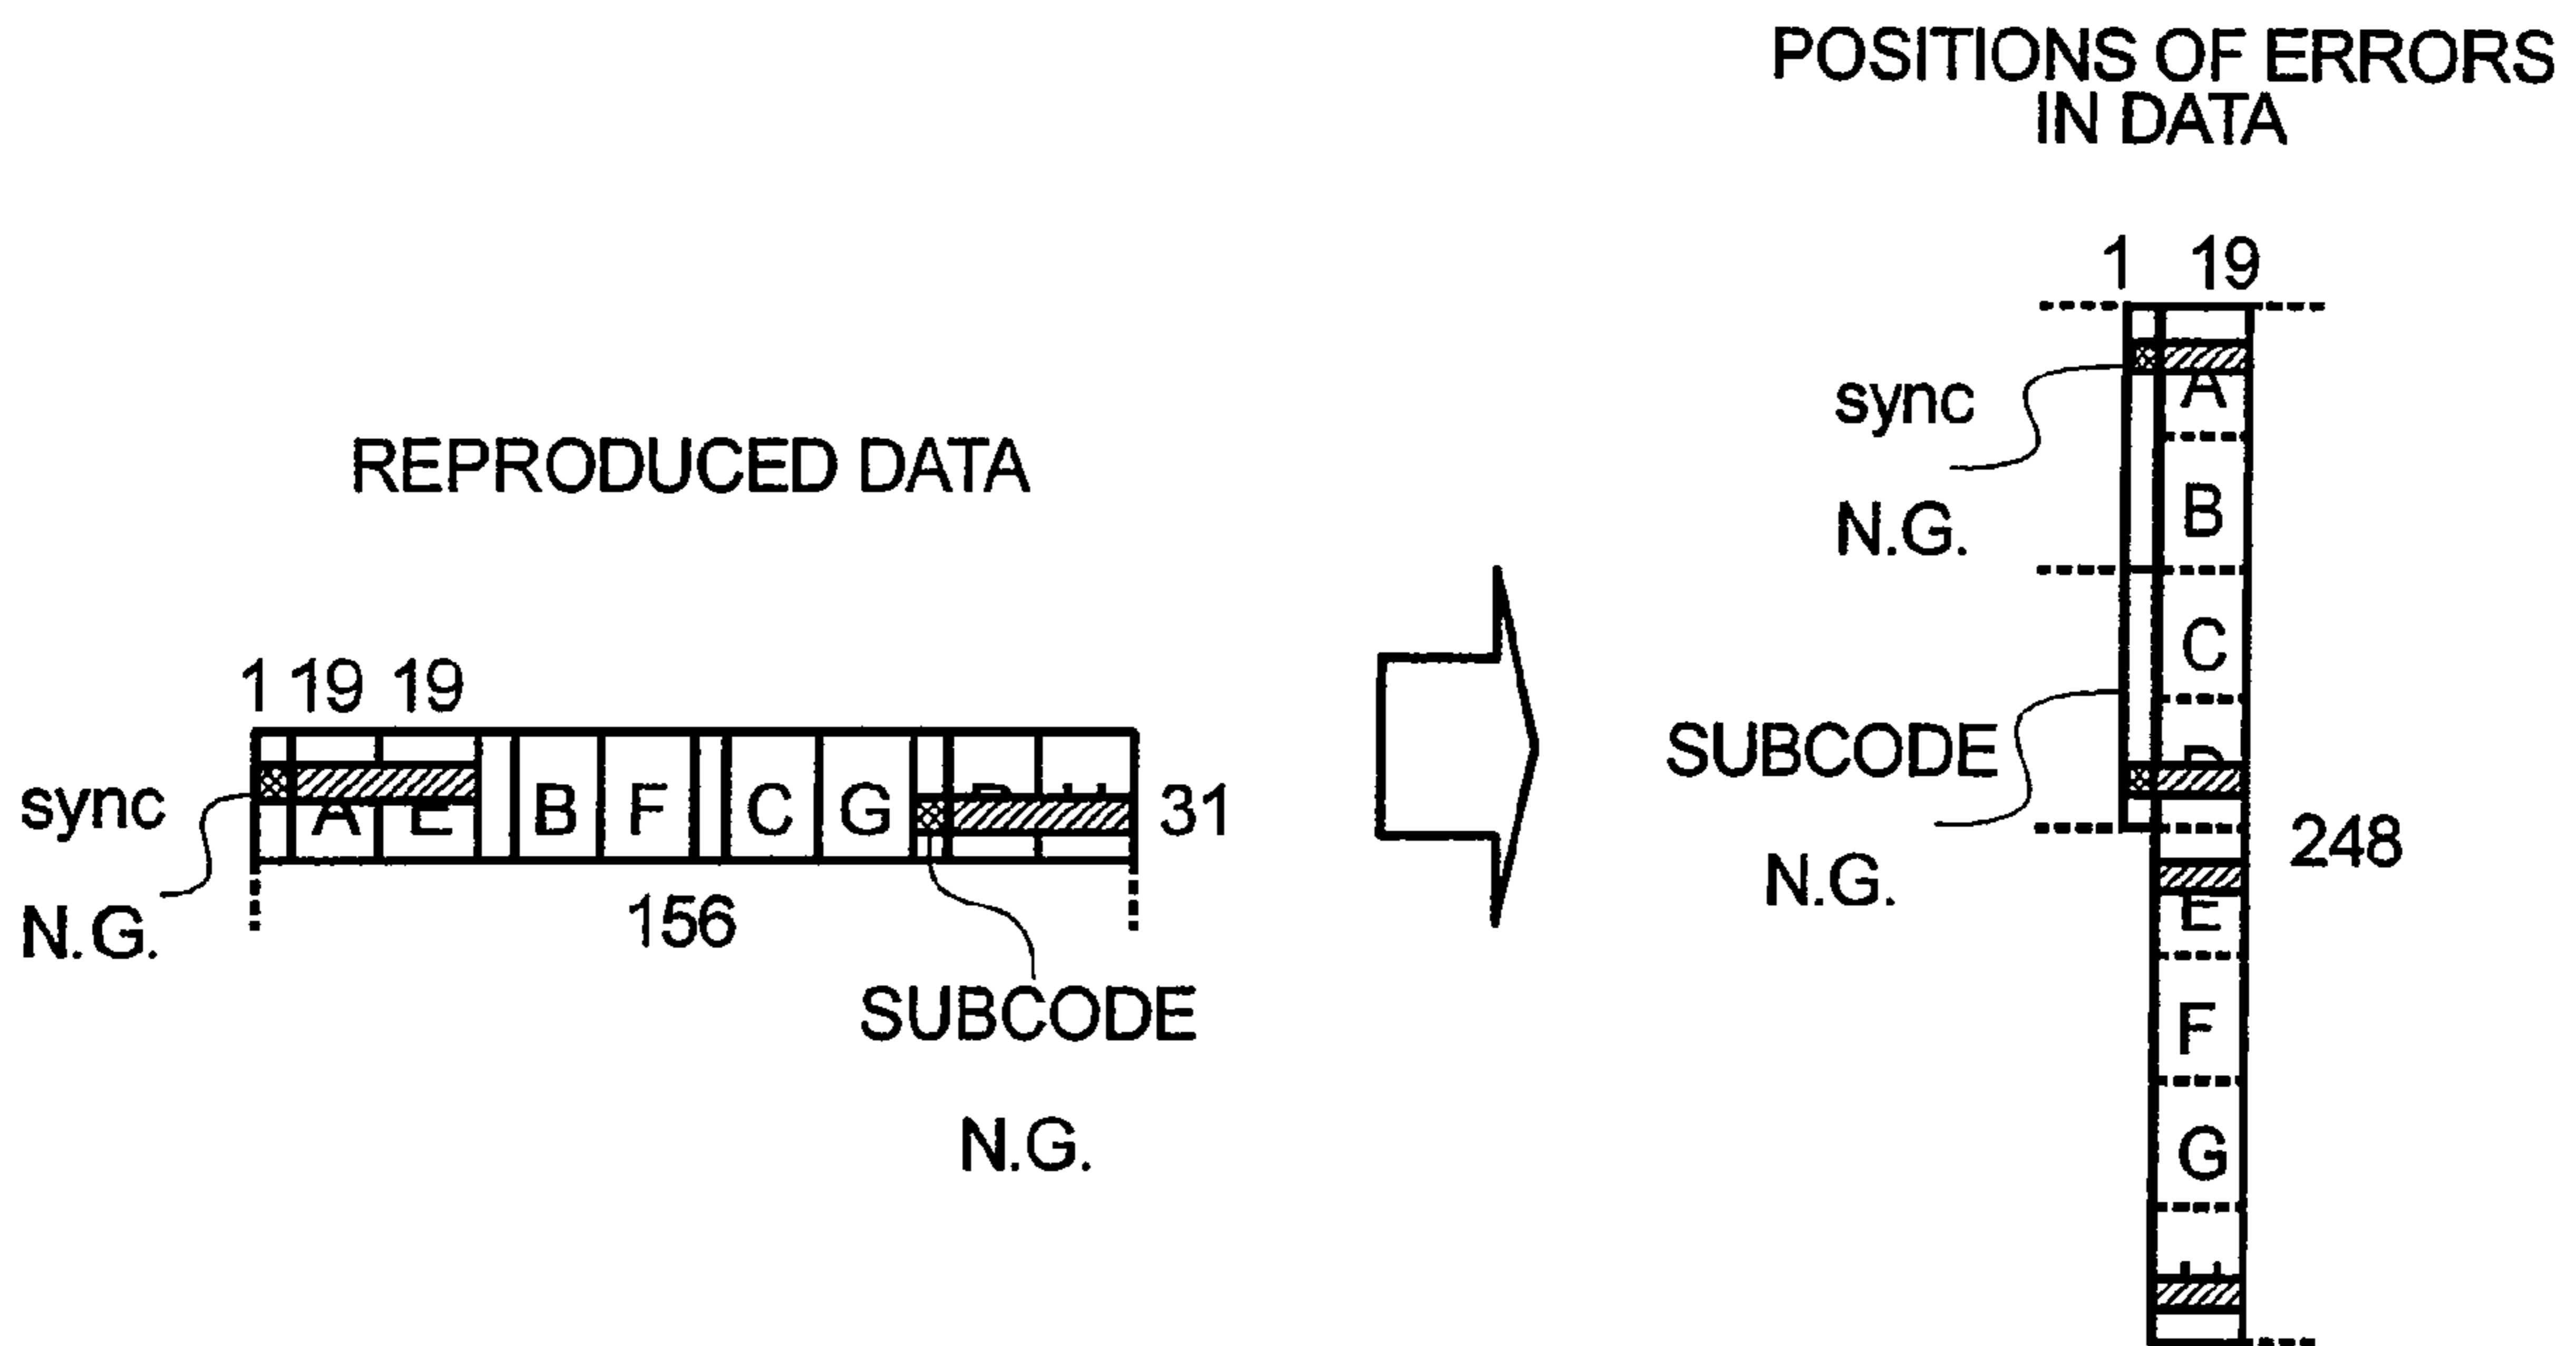 POSITIONS OF ERRORS
IN DATA
1 19
sync
N.G.
A
B
C
SUBCODE
N.G.
248
E
F
G
REPRODUCED DATA
1 19 19
sync
N.G.
A E B F C G
31
156
SUBCODE
N.G.